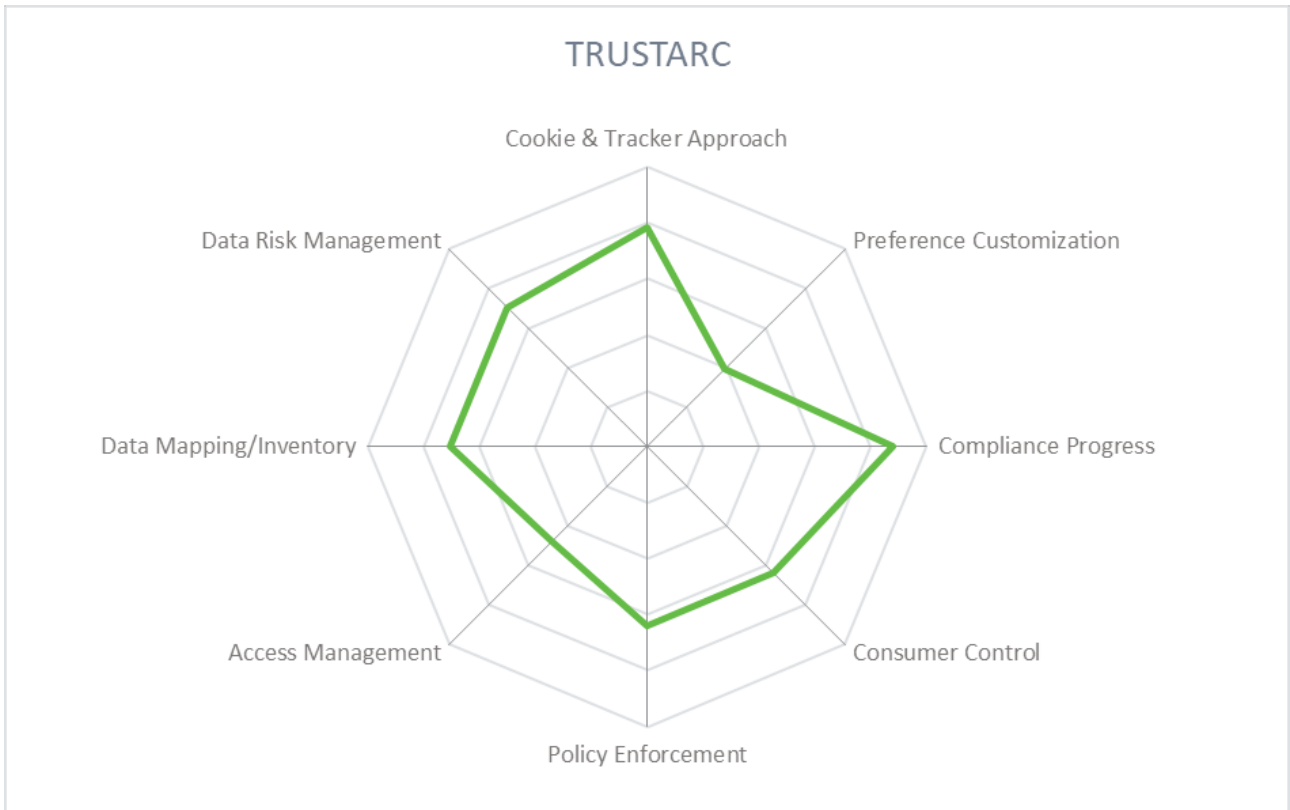 TRUSTARC
Cookie & Tracker Approach
Data Risk Management
Preference Customization
Data Mapping/Inventory
Compliance Progress
Access Management
Consumer Control
Policy Enforcement